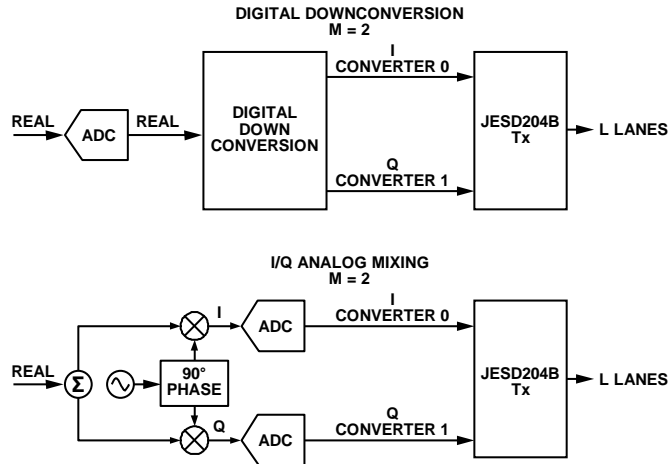 DIGITAL DOWNCONVERSION
M = 2
I
CONVERTER 0
REAL
ADC
REAL
DIGITAL
DOWN
CONVERSION
JESD204B
Tx
L LANES
Q
CONVERTER 1
I/Q ANALOG MIXING
M = 2
I
ADC
I
CONVERTER 0
REAL
Σ
90°
PHASE
JESD204B
Tx
L LANES
Q
ADC
Q
CONVERTER 1